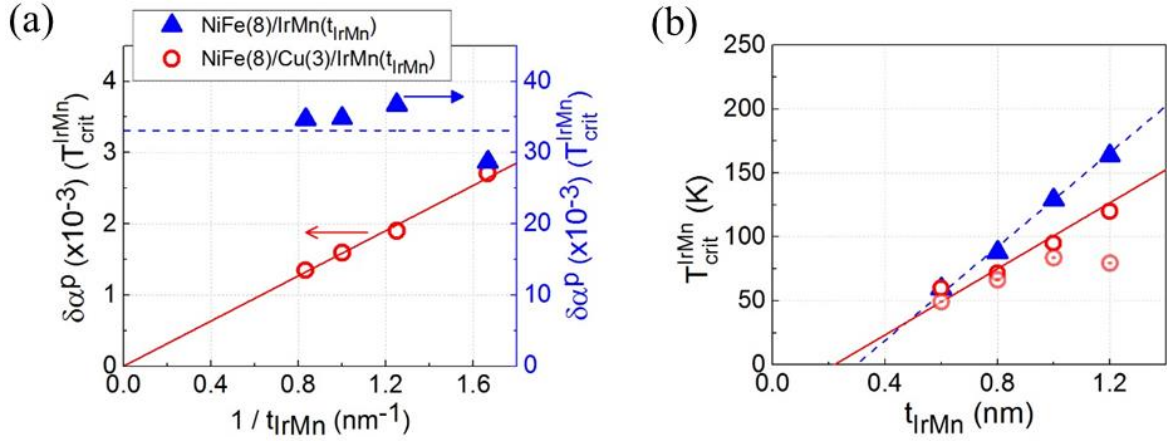 (a)
NiFe(8)/IrMn(tIrMn)
NiFe(8)/Cu(3)/IrMn(tIrMn)
δαᵖ (x10⁻³) (TcritIrMn)
4
3
2
1
0
0.0 0.4 0.8 1.2 1.6
1 / tIrMn (nm⁻¹)
40
30
20
10
0
δαᵖ (x10⁻³) (TcritIrMn)
(b)
TcritIrMn (K)
250
200
150
100
50
0
0.0 0.4 0.8 1.2
tIrMn (nm)